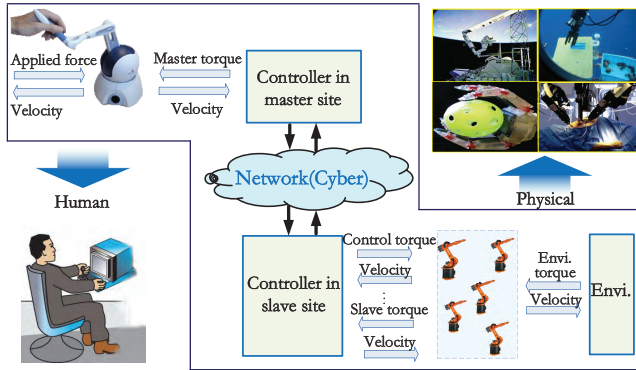 Applied force
Velocity
Master torque
Velocity
Controller in
master site
Network(Cyber)
Human
Physical
Controller in
slave site
Control torque
Velocity
⋮
Slave torque
Velocity
Envi.
torque
Velocity
Envi.